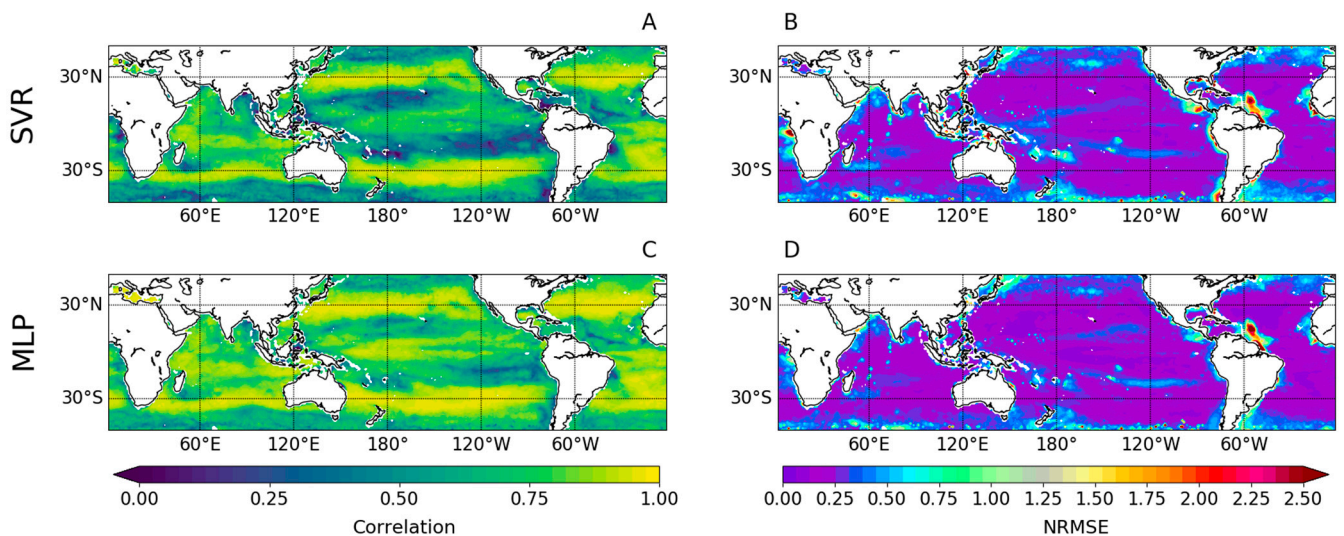 A
B
SVR
30°N
30°S
30°N
30°S
60°E 120°E 180° 120°W 60°W
60°E 120°E 180° 120°W 60°W
C
D
MLP
30°N
30°S
30°N
30°S
60°E 120°E 180° 120°W 60°W
60°E 120°E 180° 120°W 60°W
0.00 0.25 0.50 0.75 1.00
Correlation
0.00 0.25 0.50 0.75 1.00 1.25 1.50 1.75 2.00 2.25 2.50
NRMSE